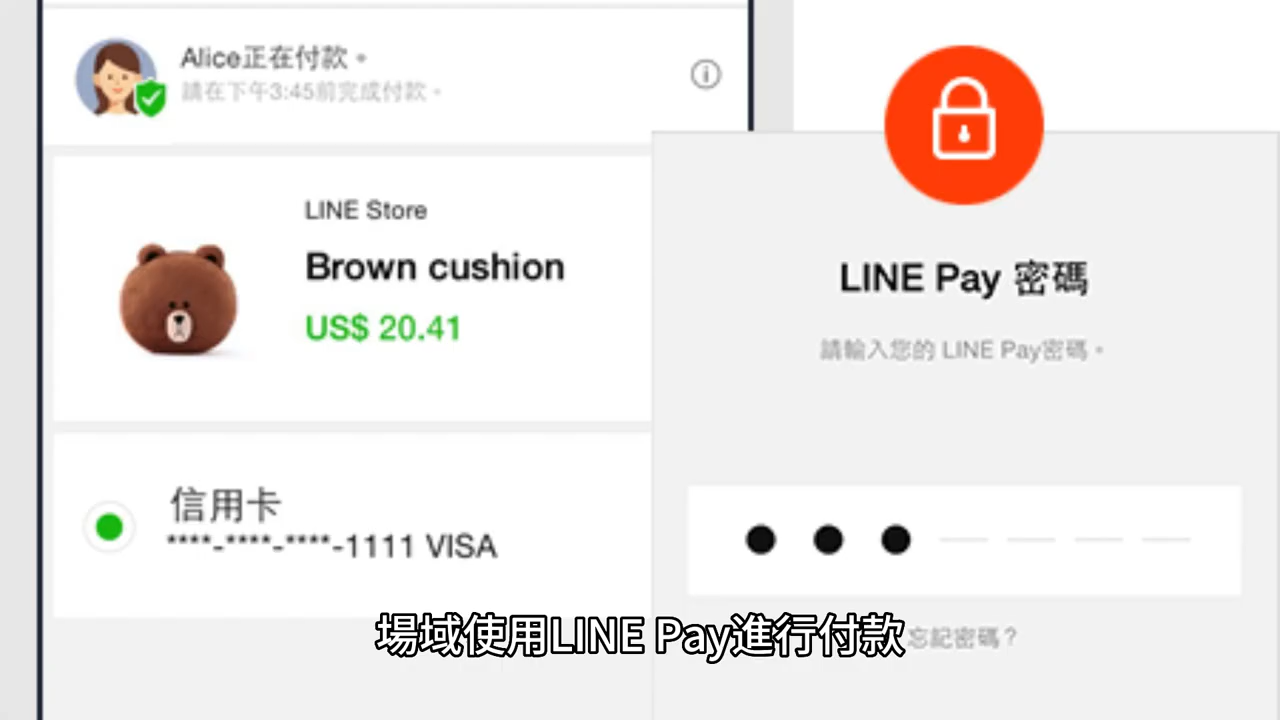 Alice正在付款。
請在下午3:45前完成付款。
LINE Store
Brown cushion
US$ 20.41
信用卡
****-****-****-1111 VISA
LINE Pay 密碼
請輸入您的 LINE Pay密碼。
忘記密碼？
場域使用LINE Pay進行付款